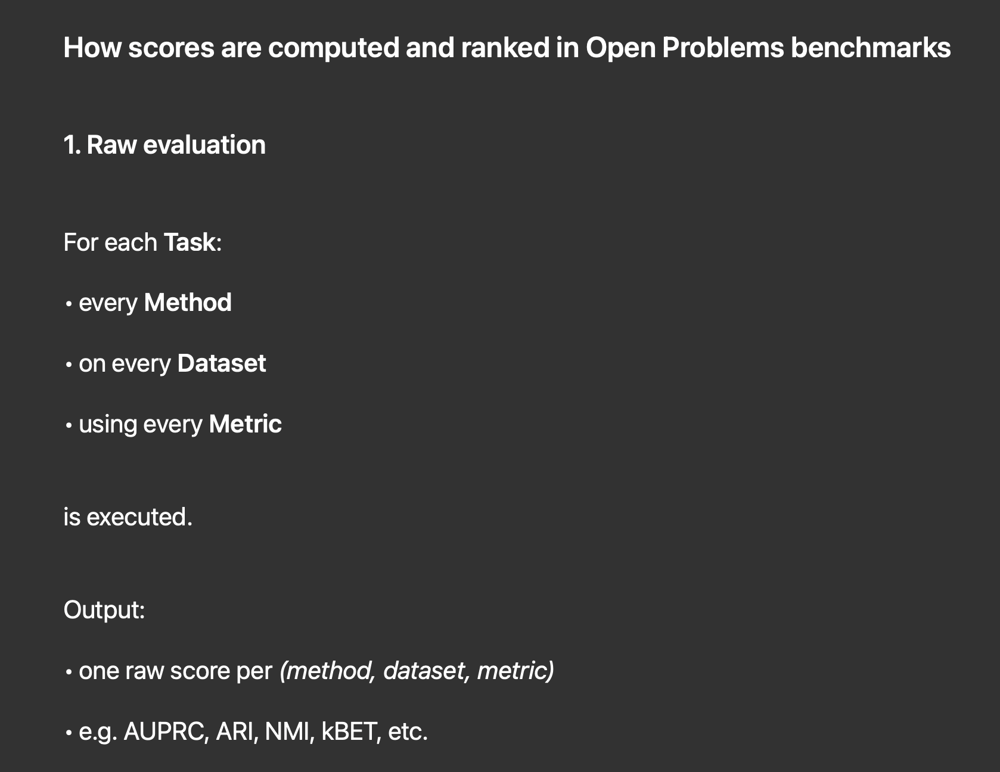 How scores are computed and ranked in Open Problems benchmarks
1. Raw evaluation
For each Task:
• every Method
• on every Dataset
• using every Metric
is executed.
Output:
• one raw score per (method, dataset, metric)
• e.g. AUPRC, ARI, NMI, kBET, etc.